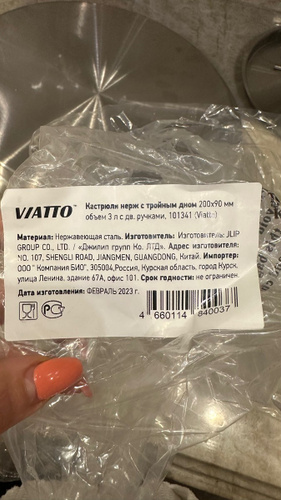 VIATTO
Кастрюля нерж с тройным дном 200х90 мм
объем 3 л с дв. ручками, 101341 (Viatto)
Материал: Нержавеющая сталь. Изготовитель: Изготовитель: JLIP
GROUP CO., LTD. / «Джилип групп Ко. ЛТД». Адрес изготовителя:
NO. 107, SHENGLI ROAD, JIANGMEN, GUANGDONG, Китай. Импортер:
ООО "Компания БИО", 305004,Россия, Курская область, город Курск,
улица Ленина, здание 67А, офис 101. Срок годности: не ограничен
Дата изготовления: ФЕВРАЛЬ 2023 г.
4 660114 840037